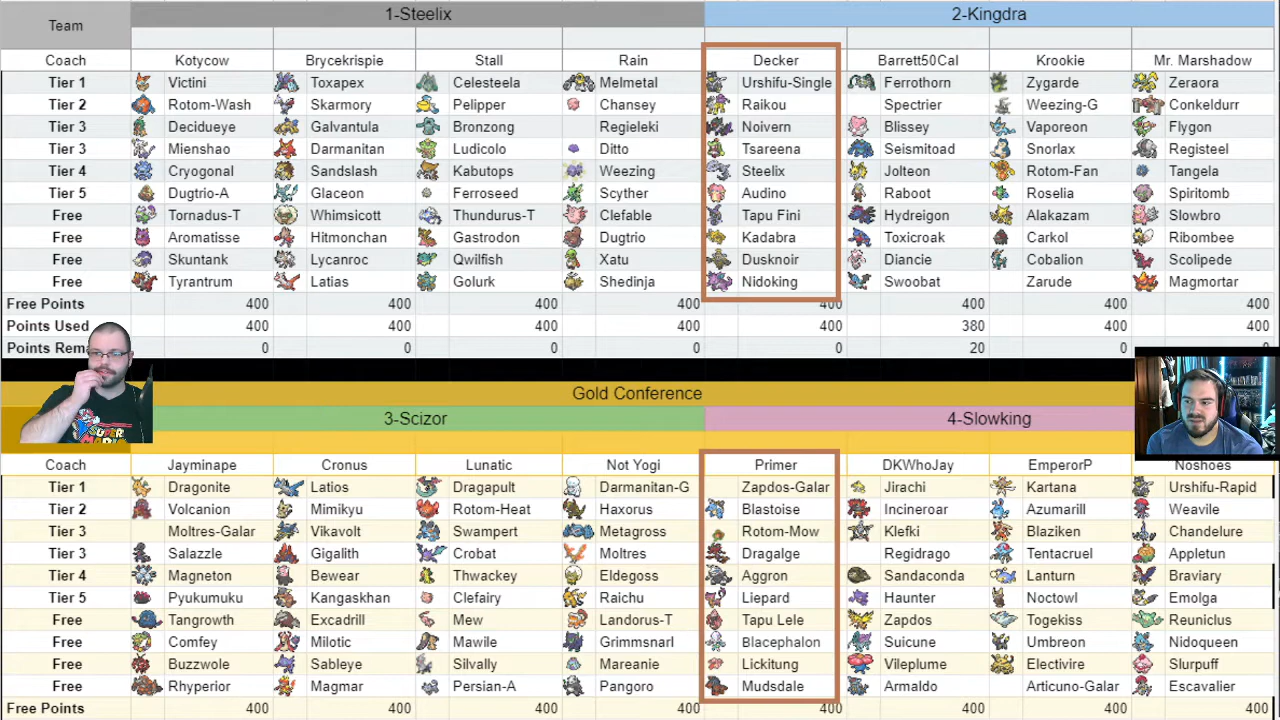 Team 1-Steelix 2-Kingdra
Coach Kotycow Brycekrispie Stall Rain Decker Barrett50Cal Krookie Mr. Marshadow
Tier 1 Victini Toxapex Celesteela Melmetal Urshifu-Single Ferrothorn Zygarde Zeraora
Tier 2 Rotom-Wash Skarmory Pelipper Chansey Raikou Spectrier Weezing-G Conkeldurr
Tier 3 Decidueye Galvantula Bronzong Regieleki Noivern Blissey Vaporeon Flygon
Tier 3 Mienshao Darmanitan Ludicolo Ditto Tsareena Seismitoad Snorlax Registeel
Tier 4 Cryogonal Sandslash Kabutops Weezing Steelix Jolteon Rotom-Fan Tangela
Tier 5 Dugtrio-A Glaceon Ferroseed Scyther Audino Raboot Roselia Spiritomb
Free Tornadus-T Whimsicott Thundurus-T Clefable Tapu Fini Hydreigon Alakazam Slowbro
Free Aromatisse Hitmonchan Gastrodon Dugtrio Kadabra Toxicroak Carkol Ribombee
Free Skuntank Lycanroc Qwilfish Xatu Dusknoir Diancie Cobalion Scolipede
Free Tyrantrum Latias Golurk Shedinja Nidoking Swoobat Zarude Magmortar
Free Points 400 400 400 400 400 400 400 400
Points Used 400 400 400 400 400 380 400 400
Points Rema 0 0 0 0 0 20 0
Gold Conference
3-Scizor 4-Slowking
Coach Jayminape Cronus Lunatic Not Yogi Primer DKWhoJay EmperorP Noshoes
Tier 1 Dragonite Latios Dragapult Darmanitan-G Zapdos-Galar Jirachi Kartana Urshifu-Rapid
Tier 2 Volcanion Mimikyu Rotom-Heat Haxorus Blastoise Incineroar Azumarill Weavile
Tier 3 Moltres-Galar Vikavolt Swampert Metagross Rotom-Mow Klefki Blaziken Chandelure
Tier 3 Salazzle Gigalith Crobat Moltres Dragalge Regidrago Tentacruel Appletun
Tier 4 Magneton Bewear Thwackey Eldegoss Aggron Sandaconda Lanturn Braviary
Tier 5 Pyukumuku Kangaskhan Clefairy Raichu Liepard Haunter Noctowl Emolga
Free Tangrowth Excadrill Mew Landorus-T Tapu Lele Zapdos Togekiss Reuniclus
Free Comfey Milotic Mawile Grimmsnarl Blacephalon Suicune Umbreon Nidoqueen
Free Buzzwole Sableye Silvally Mareanie Lickitung Vileplume Electivire Slurpuff
Free Rhyperior Magmar Persian-A Pangoro Mudsdale Armaldo Articuno-Galar Escavalier
Free Points 400 400 400 400 400 400 400 400